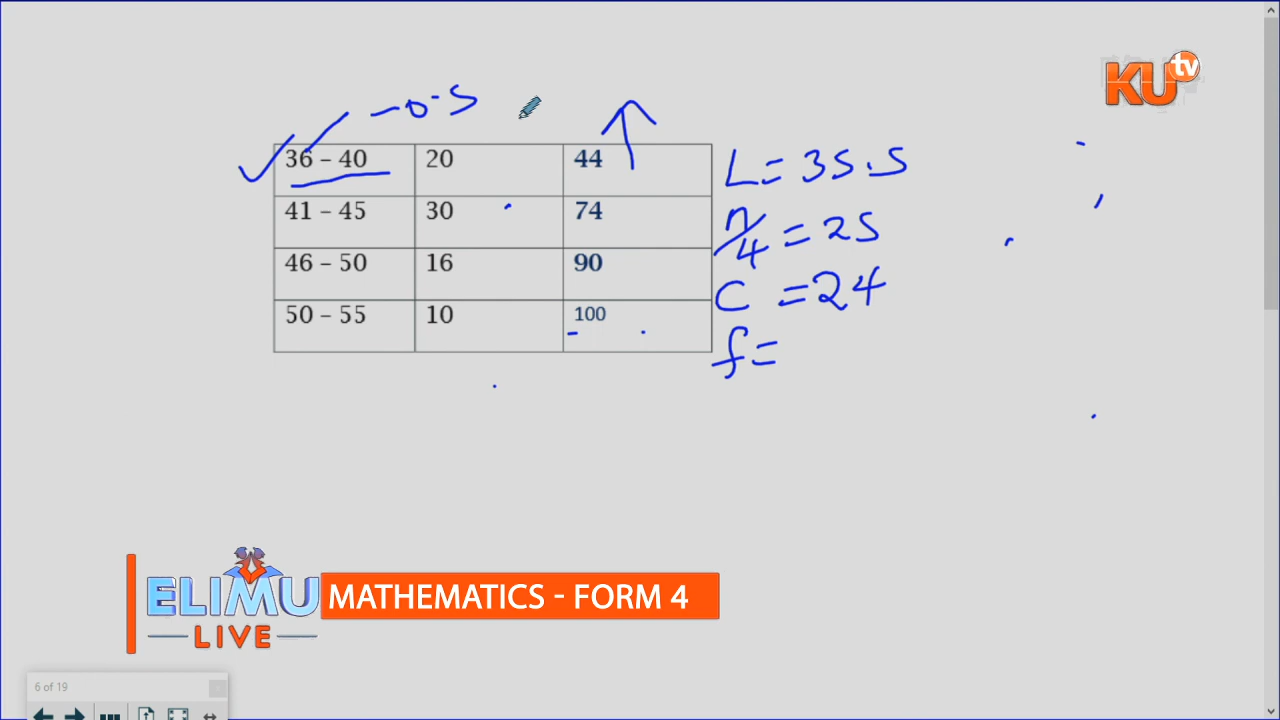 KU tv
- 0.5
36 – 40 20 44
41 – 45 30 74
46 – 50 16 90
50 – 55 10 100
L = 35.5
n/4 = 25
C = 24
f =
ELIMU
LIVE
MATHEMATICS - FORM 4
6 of 19